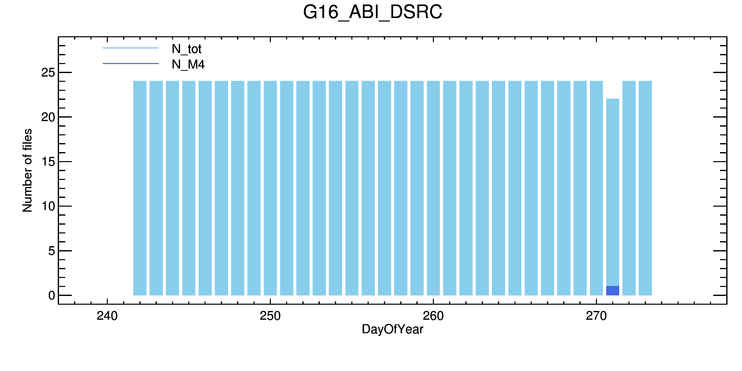 G16_ABI_DSRC
N_tot
N_M4
25
20
15
10
5
0
Number of files
240 250 260 270
DayOfYear